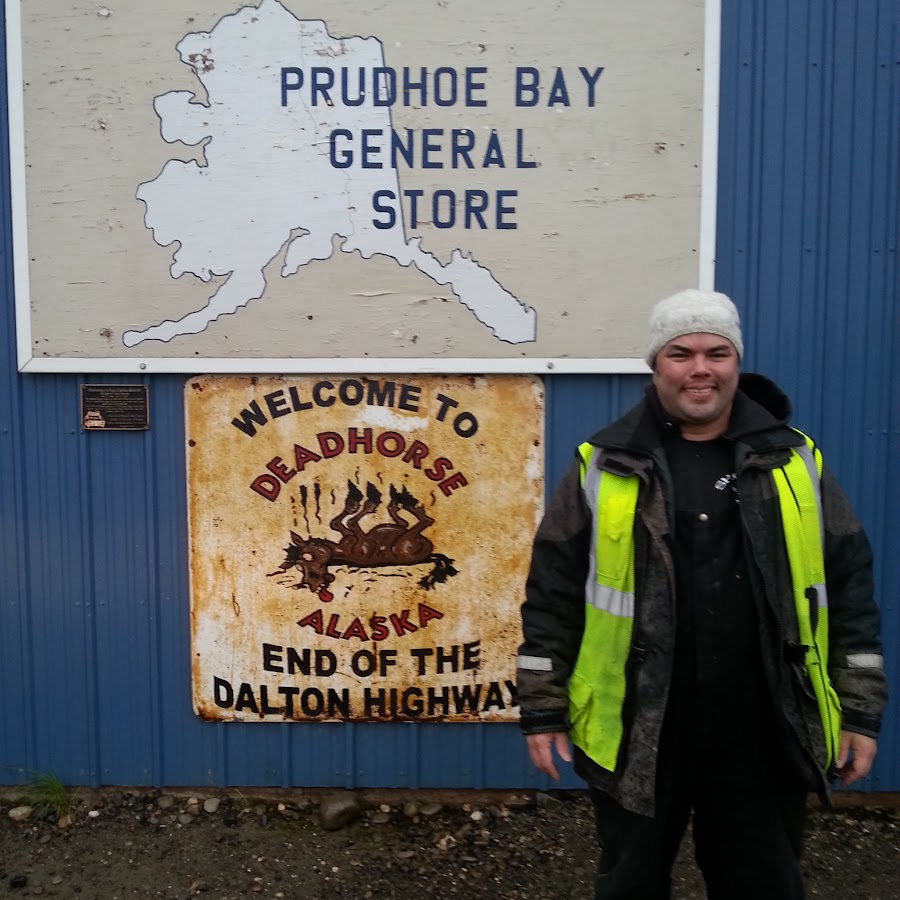 PRUDHOE BAY
GENERAL
STORE
WELCOME TO
DEADHORSE
ALASKA
END OF THE
DALTON HIGHWAY